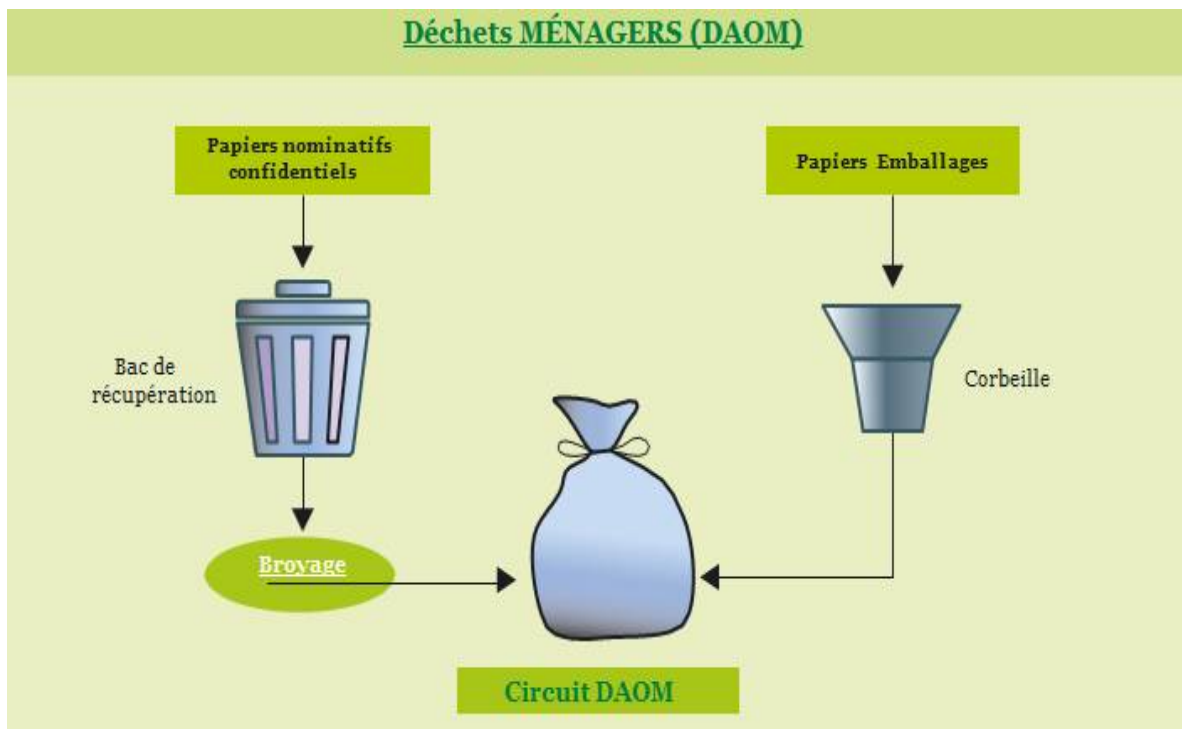 Déchets MÉNAGERS (DAOM)
Papiers nominatifs
confidentiels
Papiers Emballages
Bac de
récupération
Corbeille
Broyage
Circuit DAOM